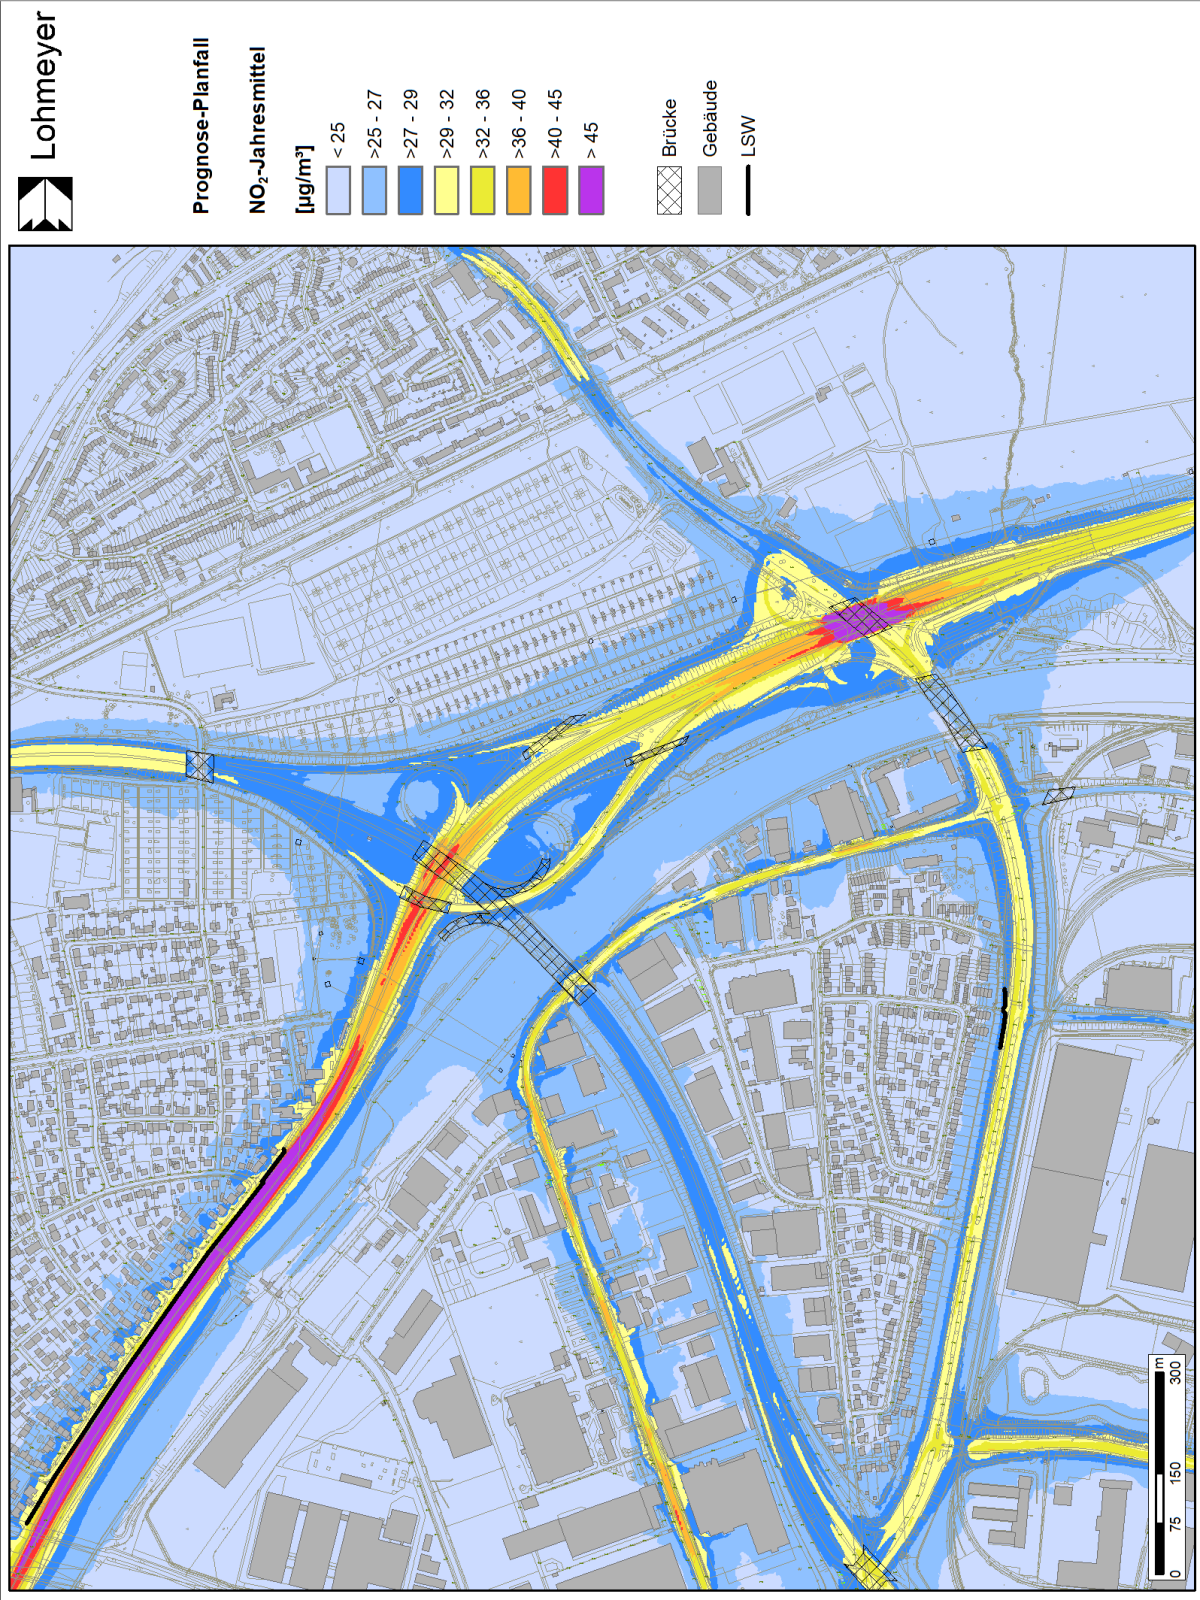 Lohmeyer
Prognose-Planfall
NO₂-Jahresmittel
[µg/m³]
< 25
>25 - 27
>27 - 29
>29 - 32
>32 - 36
>36 - 40
>40 - 45
> 45
Brücke
Gebäude
LSW
0 75 150 300 m